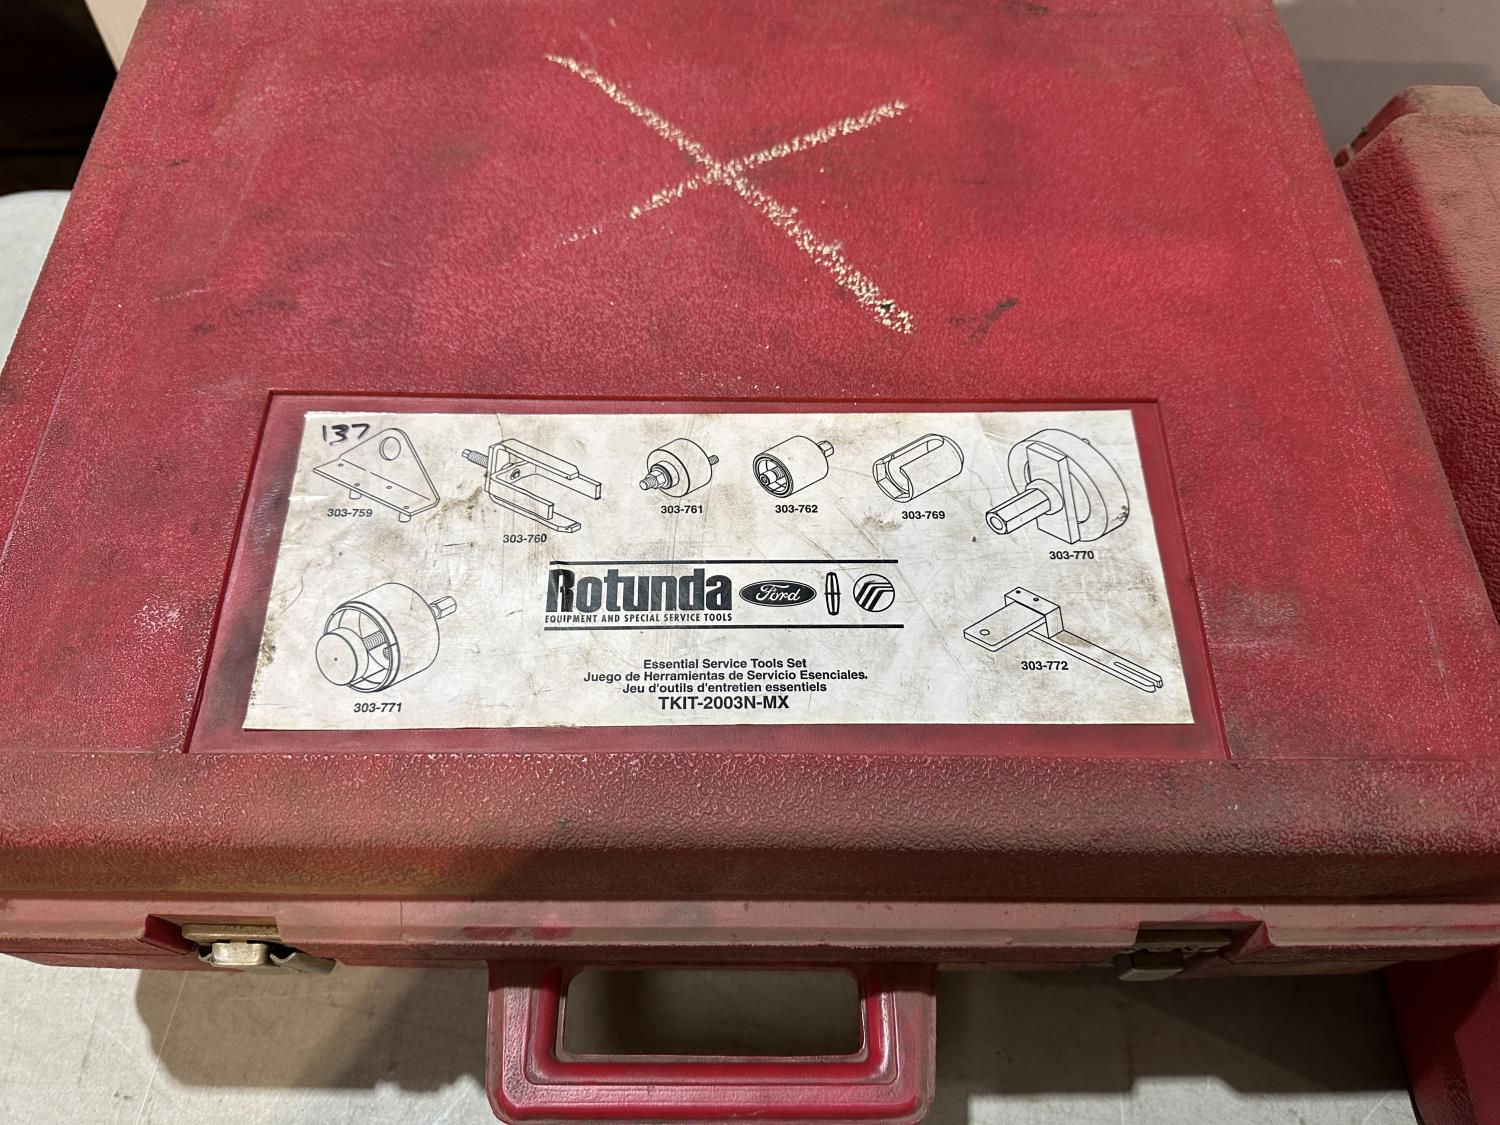 137
303-759
303-760
303-761
303-762
303-769
303-770
Rotunda
Ford
EQUIPMENT AND SPECIAL SERVICE TOOLS
303-771
303-772
Essential Service Tools Set
Juego de Herramientas de Servicio Esenciales.
Jeu d'outils d'entretien essentiels
TKIT-2003N-MX